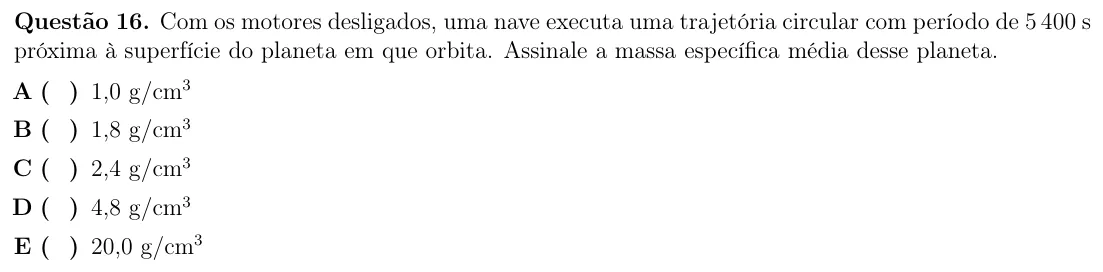 Questão 16. Com os motores desligados, uma nave executa uma trajetória circular com período de 5 400 s
próxima à superfície do planeta em que orbita. Assinale a massa específica média desse planeta.
A ( ) 1,0 g/cm³
B ( ) 1,8 g/cm³
C ( ) 2,4 g/cm³
D ( ) 4,8 g/cm³
E ( ) 20,0 g/cm³